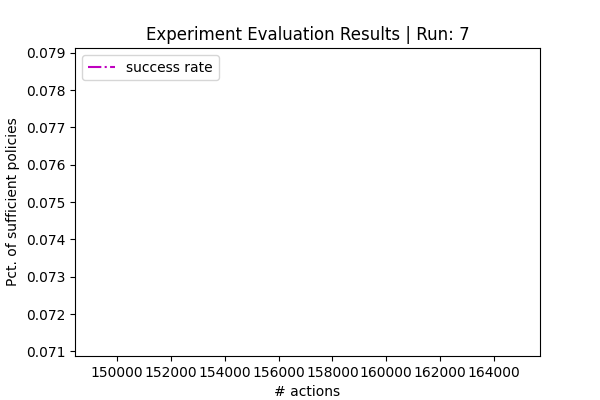 Experiment Evaluation Results | Run: 7
success rate
Pct. of sufficient policies
0.079
0.078
0.077
0.076
0.075
0.074
0.073
0.072
0.071
150000 152000 154000 156000 158000 160000 162000 164000
# actions